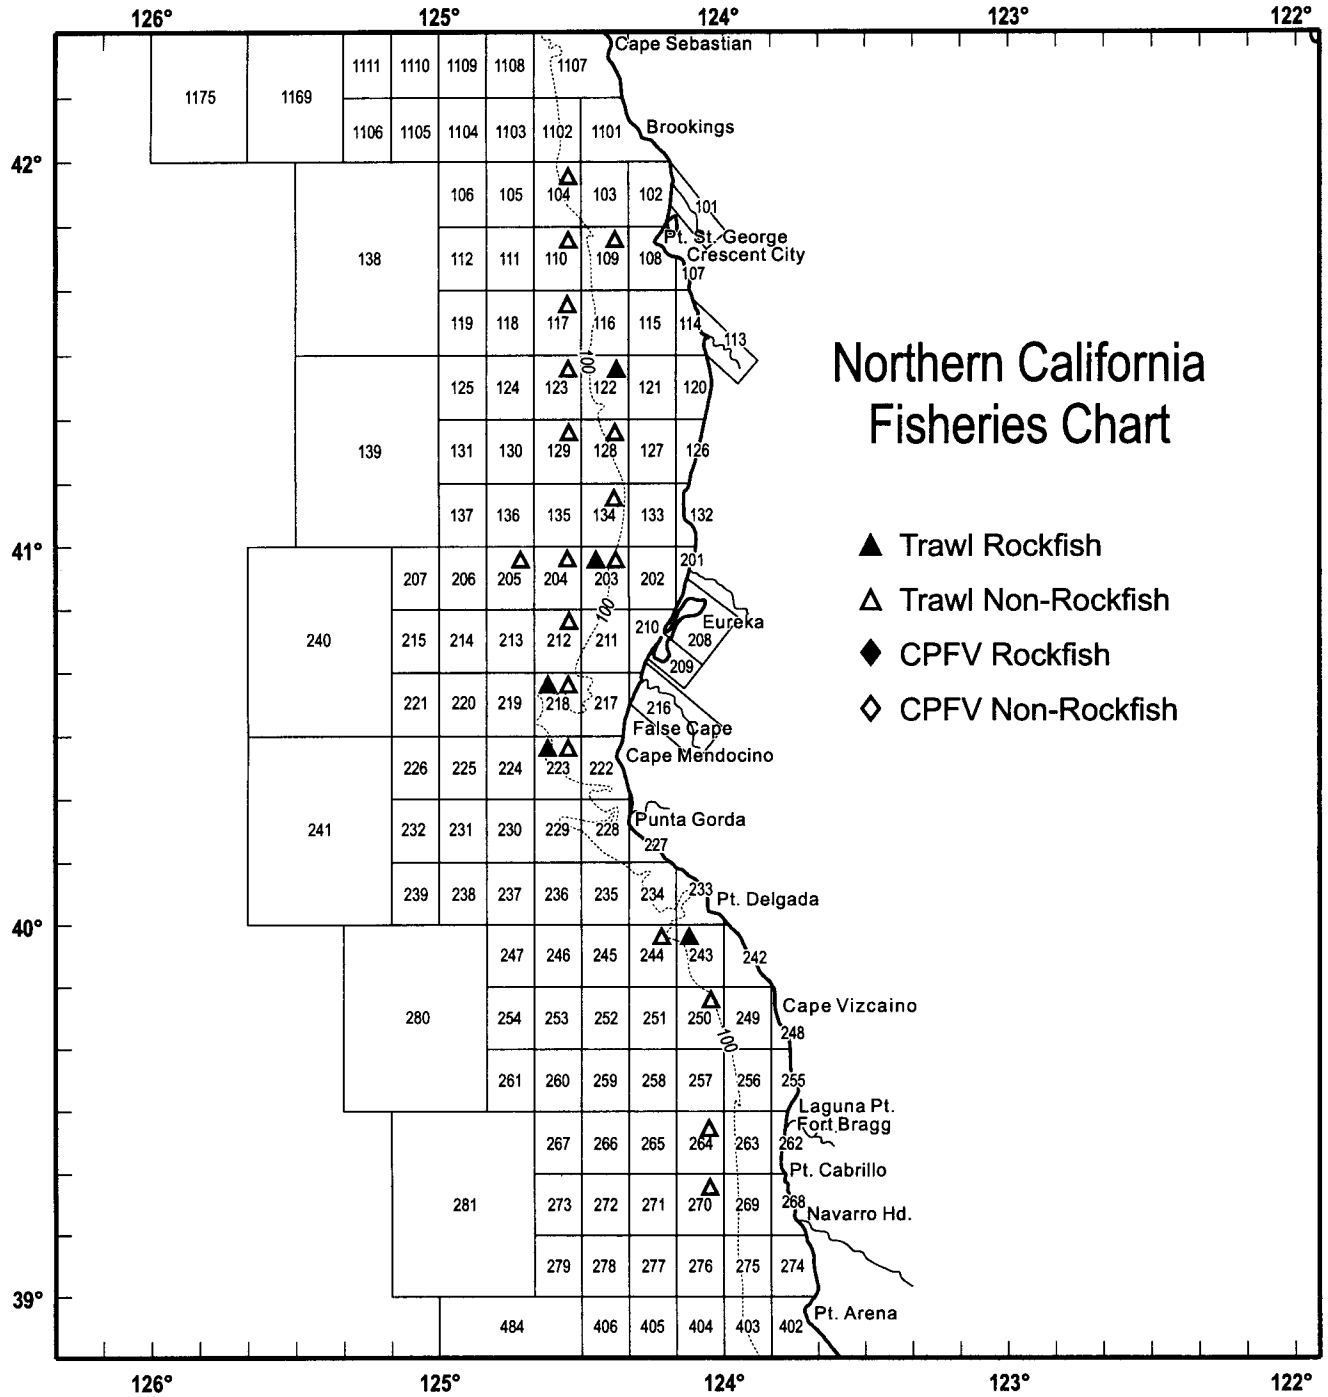 126° 125° 124° 123° 122°
Cape Sebastian
1111 1110 1109 1108 1107
1175 1169
Brookings
1106 1105 1104 1103 1102 1101
42°
106 105 104 103 102
101
Pt. St. George
Crescent City
138 112 111 110 109 108
107
119 118 117 116 115 114
113
100
Northern California
Fisheries Chart
125 124 123 122 121 120
139 131 130 129 128 127 126
137 136 135 134 133 132
Trawl Rockfish
41°
201
207 206 205 204 203 202
Trawl Non-Rockfish
100
Eureka
240 215 214 213 212 211 210 208
CPFV Rockfish
209
221 220 219 218 217 216
CPFV Non-Rockfish
False Cape
Cape Mendocino
226 225 224 223 222
Punta Gorda
241 232 231 230 229 228
227
239 238 237 236 235 234 233
Pt. Delgada
40°
247 246 245 244 243 242
Cape Vizcaino
280 254 253 252 251 250 249
248
100
261 260 259 258 257 256 255
Laguna Pt.
Fort Bragg
267 266 265 264 263 262
Pt. Cabrillo
281 273 272 271 270 269 268
Navarro Hd.
279 278 277 276 275 274
39°
Pt. Arena
484 406 405 404 403 402
126° 125° 124° 123° 122°